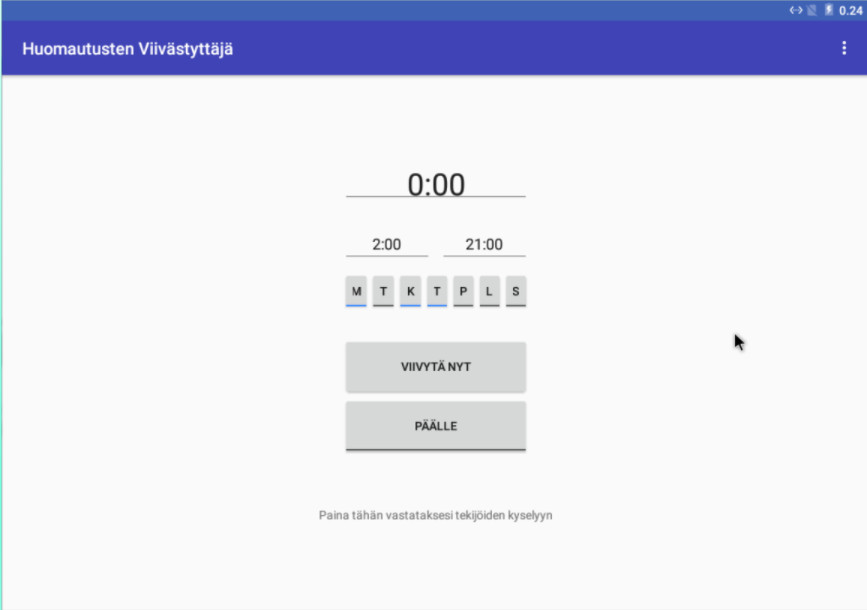 0.24
Huomautusten Viivästyttäjä
0:00
2:00 21:00
M T K T P L S
VIIVYTÄ NYT
PÄÄLLE
Paina tähän vastataksesi tekijöiden kyselyyn